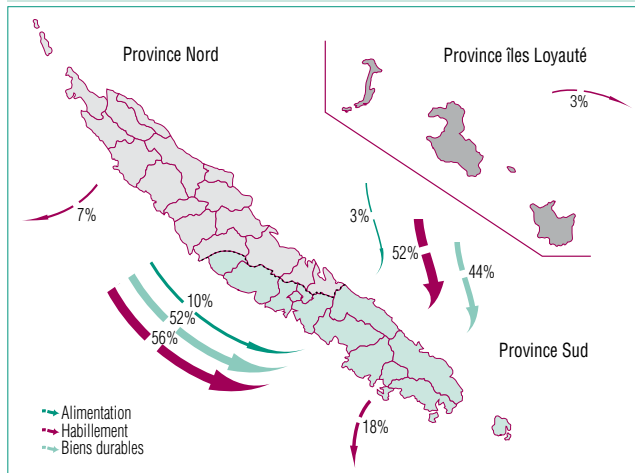 Province Nord
Province îles Loyauté
3%
7%
3%
52%
44%
10%
52%
56%
Province Sud
18%
Alimentation
Habillement
Biens durables